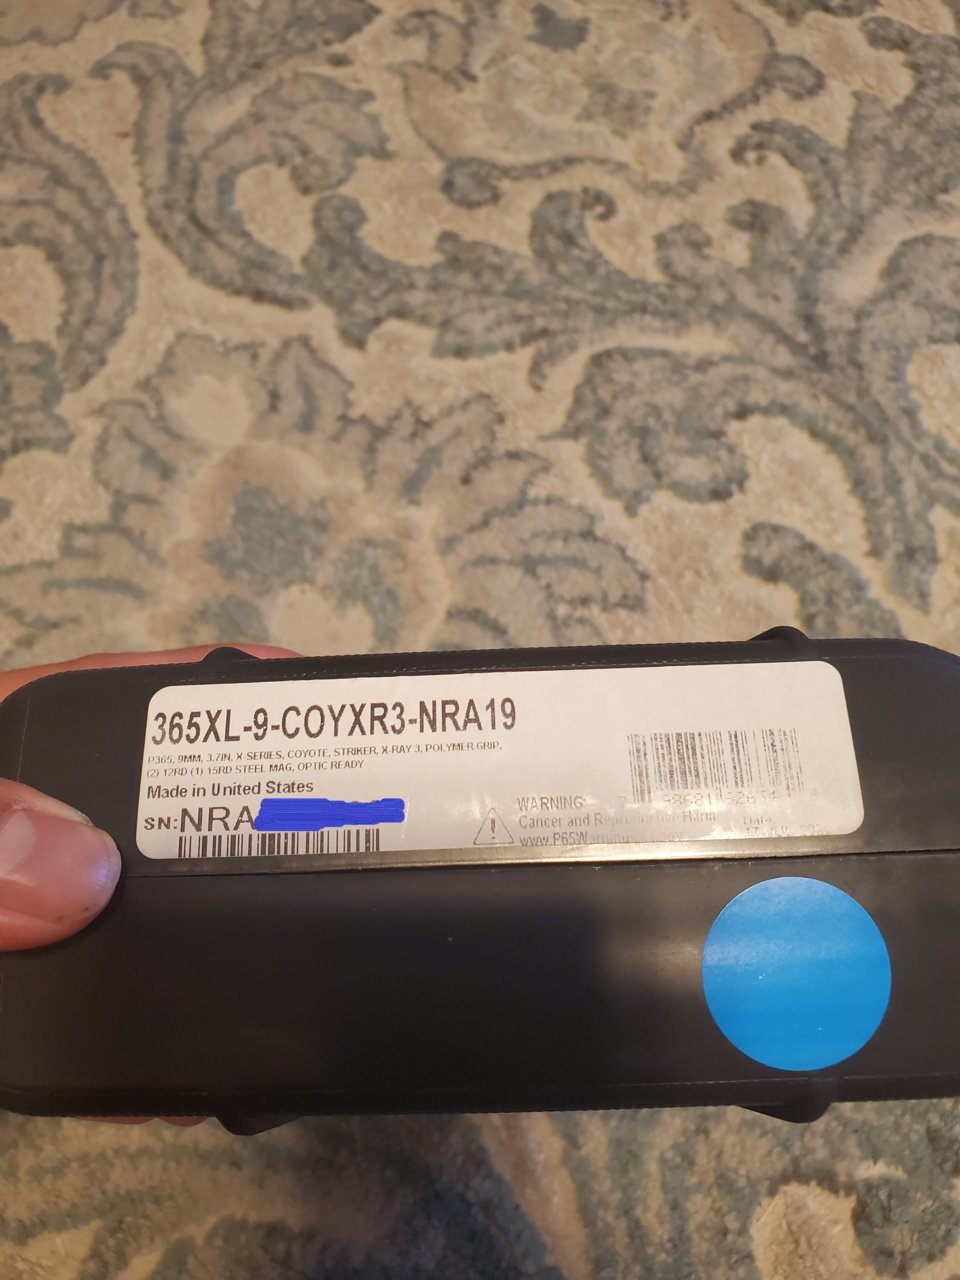 365XL-9-COYXR3-NRA19
P365, 9MM, 3.7IN, X SERIES, COYOTE, STRIKER, X-RAY 3, POLYMER GRIP,
(2) 12RD (1) 15RD STEEL MAG, OPTIC READY
Made in United States
SN:NRA
WARNING
Cancer and Reproductive Harm
Date